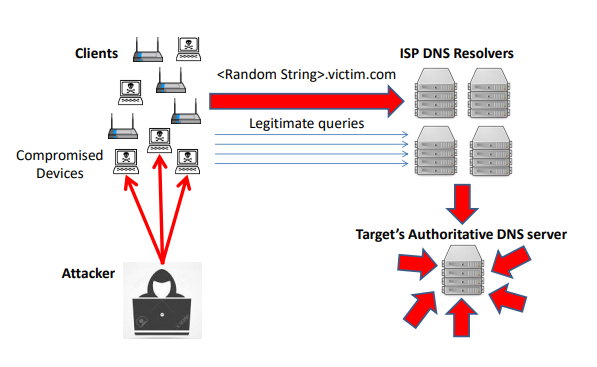 Clients
ISP DNS Resolvers
<Random String>.victim.com
Legitimate queries
Compromised
Devices
Target's Authoritative DNS server
Attacker